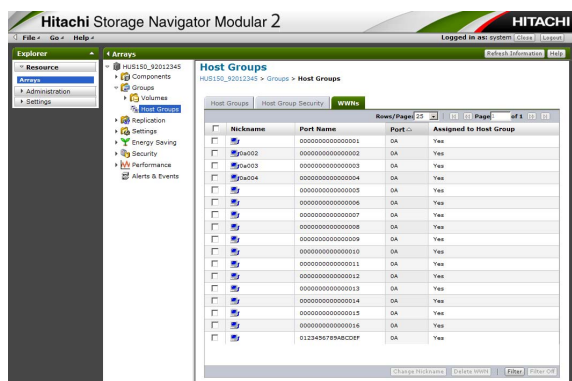 Hitachi Storage Navigator Modular 2
HITACHI
File Go Help
Logged in as: system Close Logout
Explorer
Arrays
Refresh Information Help
Resource
Arrays
Administration
Settings
HUS150_92012345
Components
Groups
Volumes
Host Groups
Replication
Settings
Energy Saving
Security
Performance
Alerts & Events
Host Groups
HUS150_92012345 > Groups > Host Groups
Host Groups Host Group Security WWNs
Rows/Page: 25 Page 1 of 1
Nickname Port Name Port Assigned to Host Group
0000000000000001 0A Yes
0a002 0000000000000002 0A Yes
0a003 0000000000000003 0A Yes
0a004 0000000000000004 0A Yes
0000000000000005 0A Yes
0000000000000006 0A Yes
0000000000000007 0A Yes
0000000000000008 0A Yes
0000000000000009 0A Yes
0000000000000010 0A Yes
0000000000000011 0A Yes
0000000000000012 0A Yes
0000000000000013 0A Yes
0000000000000014 0A Yes
0000000000000015 0A Yes
0000000000000016 0A Yes
0123456789ABCDEF 0A Yes
Change Nickname Delete WWN Filter Filter Off